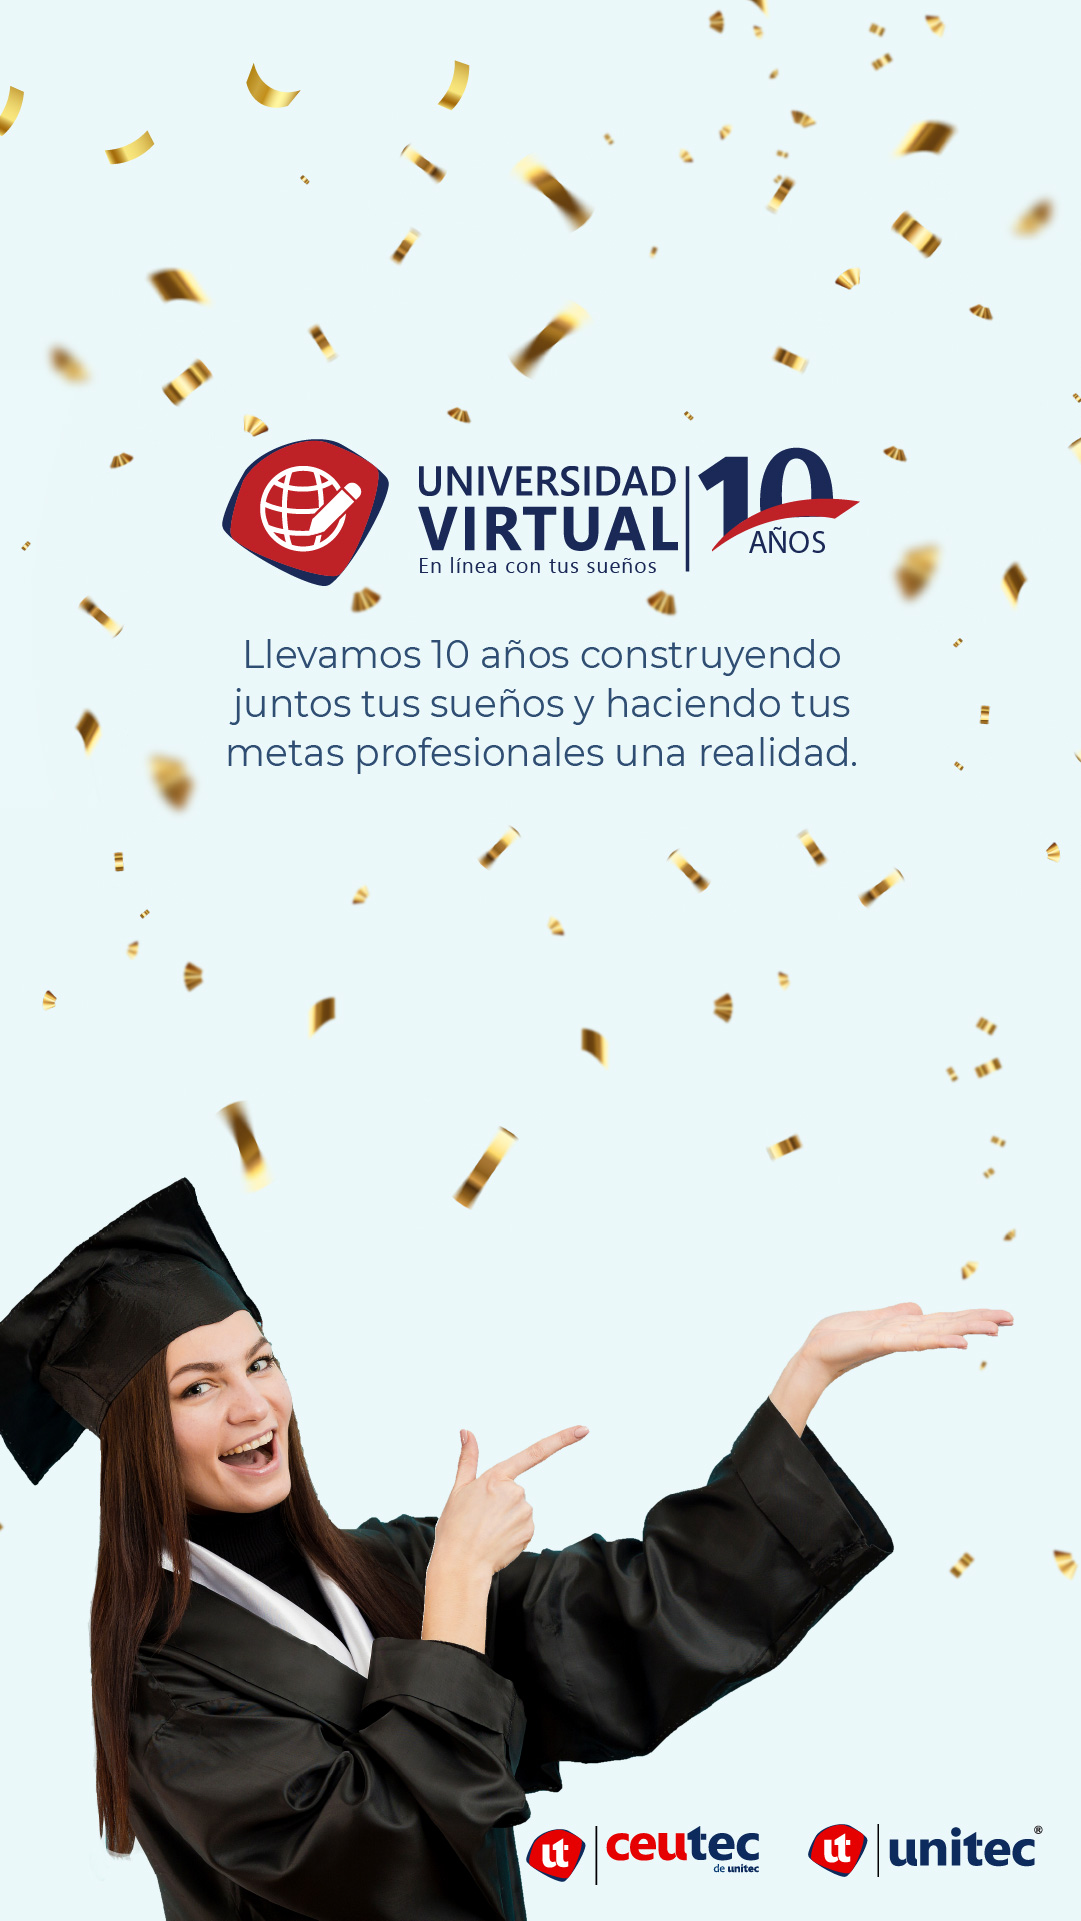 UNIVERSIDAD
VIRTUAL
En línea con tus sueños
10
AÑOS
Llevamos 10 años construyendo
juntos tus sueños y haciendo tus
metas profesionales una realidad.
ut
ceutec
de unitec
ut
unitec®